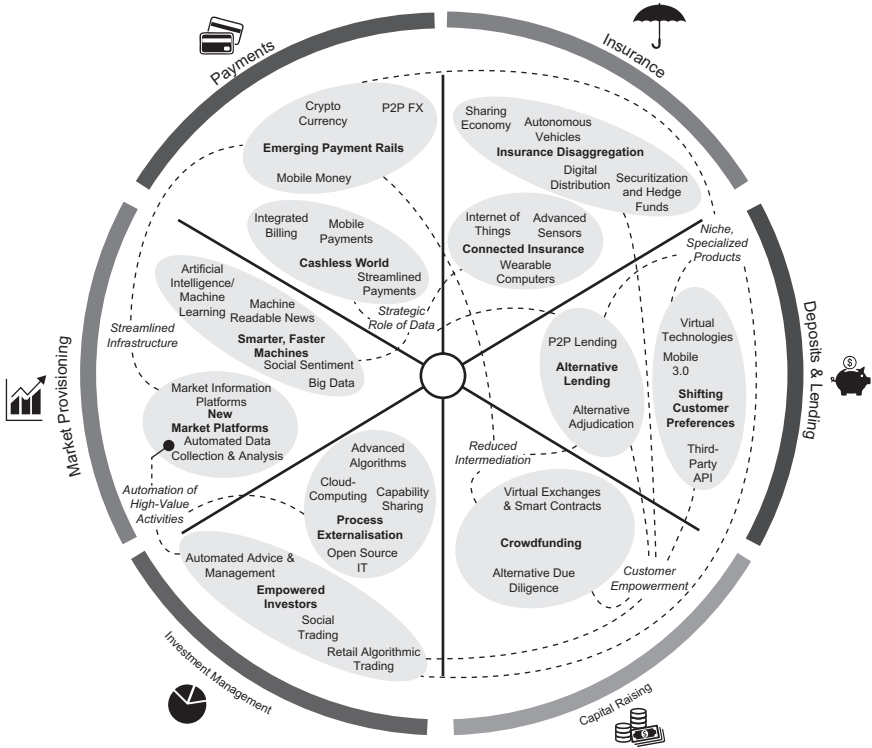 Payments
Insurance
Crypto
Currency
P2P FX
Emerging Payment Rails
Mobile Money
Sharing
Economy
Autonomous
Vehicles
Insurance Disaggregation
Digital
Distribution
Securitization
and Hedge
Funds
Integrated
Billing
Mobile
Payments
Cashless World
Streamlined
Payments
Internet of
Things
Advanced
Sensors
Connected Insurance
Wearable
Computers
Niche,
Specialized
Products
Artificial
Intelligence/
Machine
Learning
Machine
Readable News
Smarter, Faster
Machines
Social Sentiment
Big Data
Strategic
Role of Data
Streamlined
Infrastructure
Market Provisioning
Market Information
Platforms
New
Market Platforms
Automated Data
Collection & Analysis
P2P Lending
Alternative
Lending
Alternative
Adjudication
Virtual
Technologies
Mobile
3.0
Shifting
Customer
Preferences
Third-
Party
API
Deposits & Lending
Automation of
High-Value
Activities
Advanced
Algorithms
Cloud-
Computing
Capability
Sharing
Process
Externalisation
Open Source
IT
Reduced
Intermediation
Virtual Exchanges
& Smart Contracts
Crowdfunding
Alternative Due
Diligence
Customer
Empowerment
Automated Advice &
Management
Empowered
Investors
Social
Trading
Retail Algorithmic
Trading
Investment Management
Capital Raising